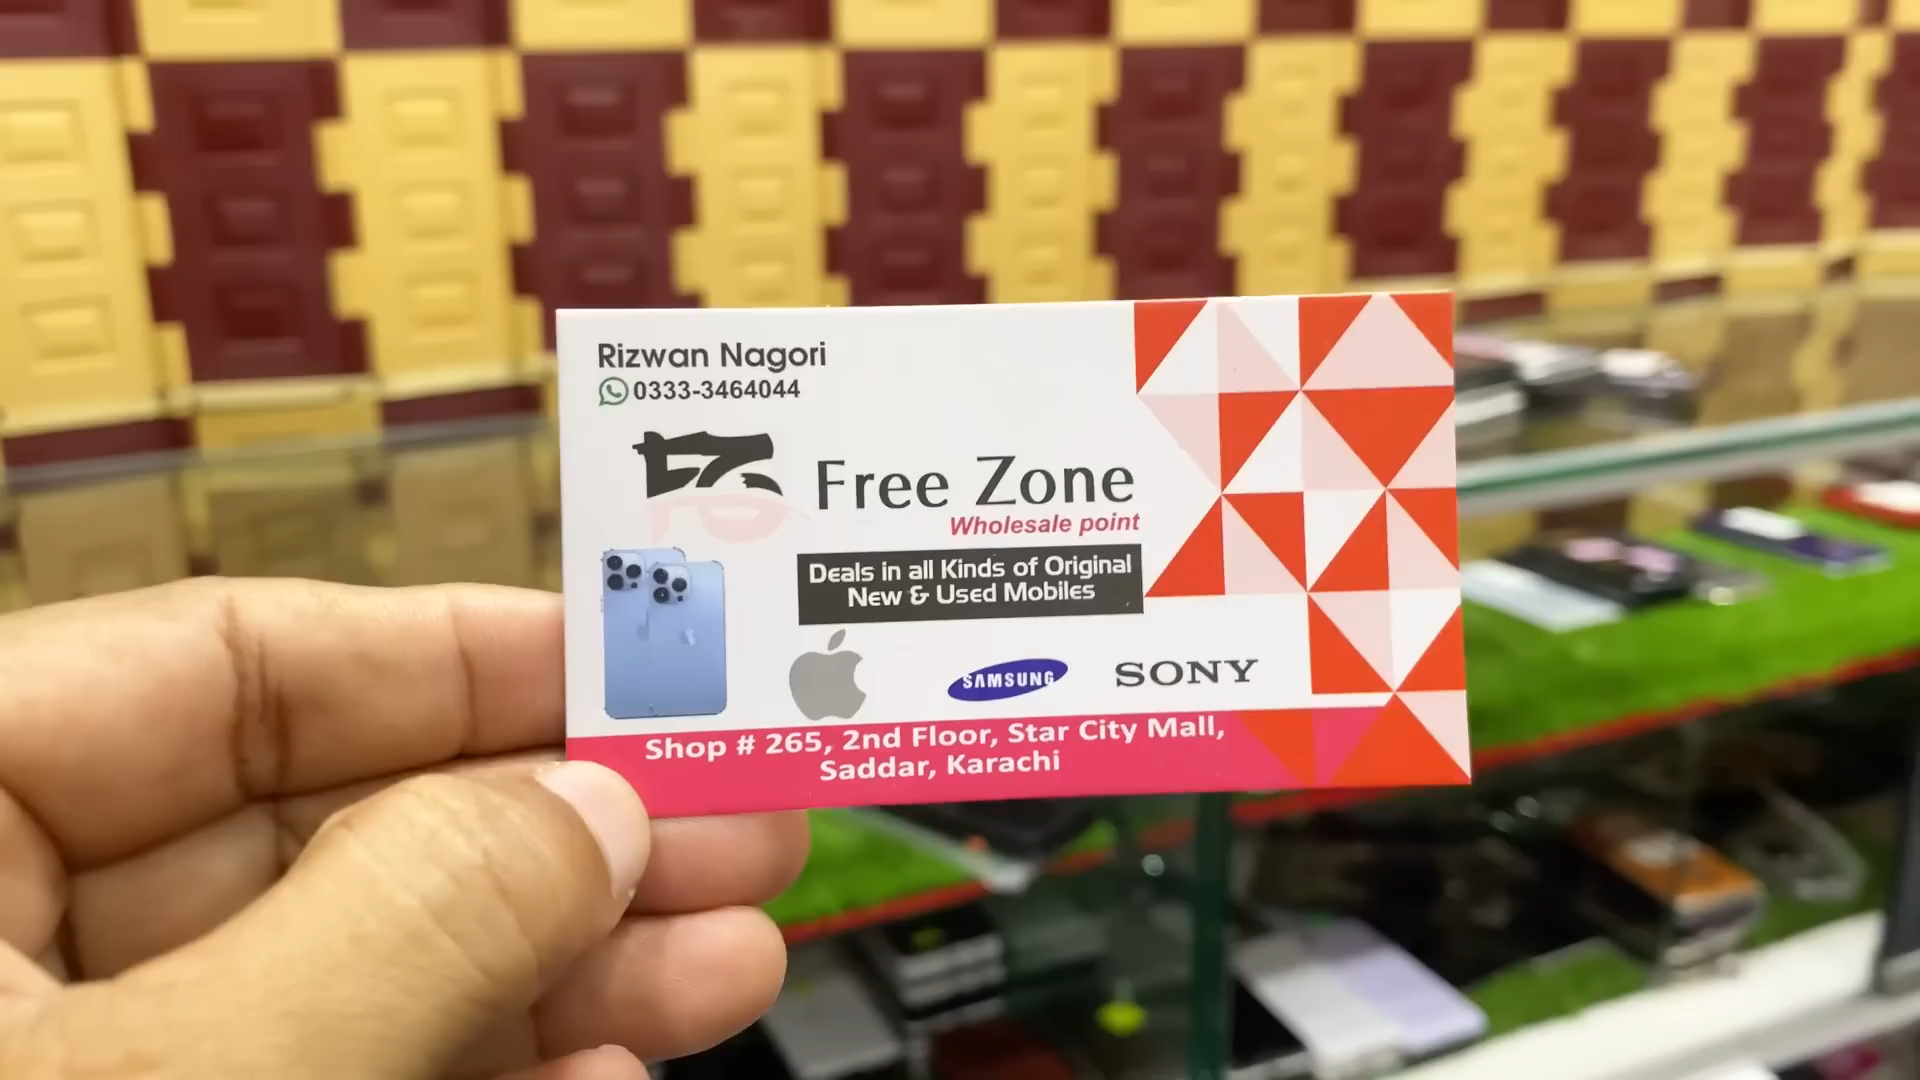 Rizwan Nagori
0333-3464044
FZ
Free Zone
Wholesale point
Deals in all Kinds of Original
New & Used Mobiles
SAMSUNG
SONY
Shop # 265, 2nd Floor, Star City Mall,
Saddar, Karachi